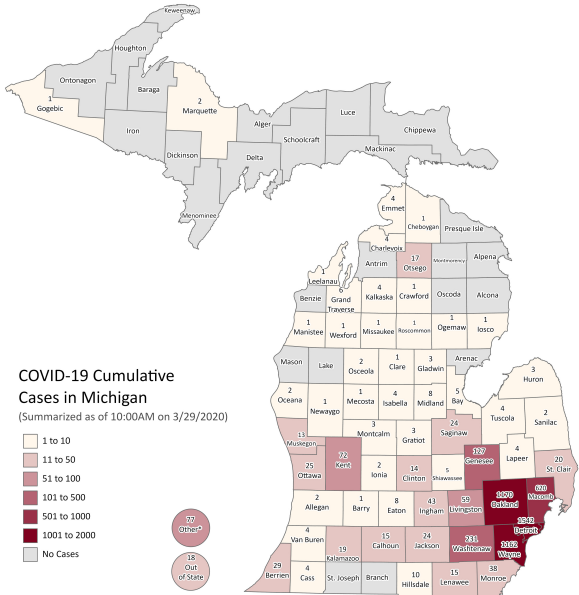 Keweenaw
Houghton
Ontonagon
Baraga
1
Gogebic
2
Marquette
Iron
Alger
Luce
Chippewa
Schoolcraft
Mackinac
Dickinson
Delta
Menominee
4
Emmet
1
Cheboygan
Presque Isle
4
Charlevoix
Antrim
17
Otsego
Montmorency
Alpena
1
Leelanau
Benzie
6
Grand
Traverse
4
Kalkaska
1
Crawford
Oscoda
Alcona
1
Manistee
1
Wexford
1
Missaukee
1
Roscommon
1
Ogemaw
1
Iosco
Mason
Lake
2
Osceola
1
Clare
3
Gladwin
Arenac
3
Huron
2
Oceana
1
Newaygo
1
Mecosta
4
Isabella
8
Midland
5
Bay
4
Tuscola
2
Sanilac
13
Muskegon
3
Montcalm
3
Gratiot
24
Saginaw
25
Ottawa
72
Kent
2
Ionia
14
Clinton
5
Shiawassee
127
Genesee
4
Lapeer
20
St. Clair
2
Allegan
1
Barry
8
Eaton
43
Ingham
59
Livingston
1170
Oakland
620
Macomb
4
Van Buren
19
Kalamazoo
15
Calhoun
24
Jackson
231
Washtenaw
1542
Detroit
1162
Wayne
29
Berrien
4
Cass
St. Joseph
Branch
10
Hillsdale
15
Lenawee
38
Monroe
COVID-19 Cumulative
Cases in Michigan
(Summarized as of 10:00AM on 3/29/2020)
1 to 10
11 to 50
51 to 100
101 to 500
501 to 1000
1001 to 2000
No Cases
77
Other*
18
Out
of State